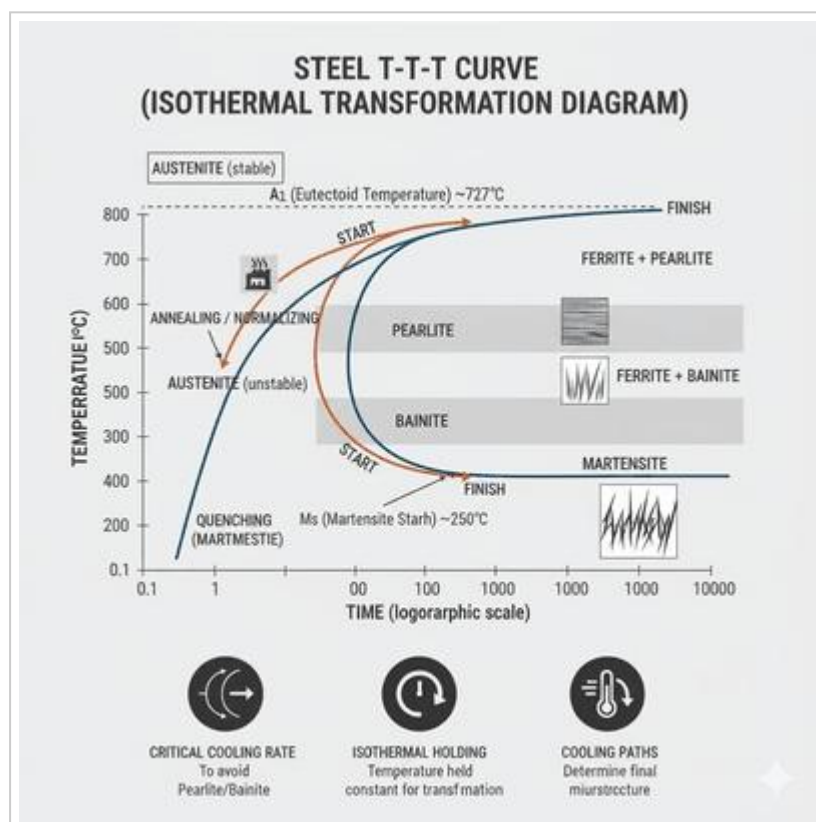 STEEL T-T-T CURVE
(ISOTHERMAL TRANSFORMATION DIAGRAM)
AUSTENITE (stable)
A₁ (Eutectoid Temperature) ~727°C
800
FINISH
START
700
FERRITE + PEARLITE
600
ANNEALING / NORMALIZING
PEARLITE
500
AUSTENITE (unstable)
FERRITE + BAINITE
500
BAINITE
300
START
MARTENSITE
400
FINISH
QUENCHING
(MARTMESTIE)
Ms (Martensite Starh) ~250°C
200
0.1
TEMPERRATUE I°C)
0.1 1 00 100 1000 1000 1000 10000
TIME (logorarphic scale)
CRITICAL COOLING RATE
To avoid
Pearlite/Bainite
ISOTHERMAL HOLDING
Temperature held
constant for transfmation
COOLING PATHS
Determine final
miurstrccture